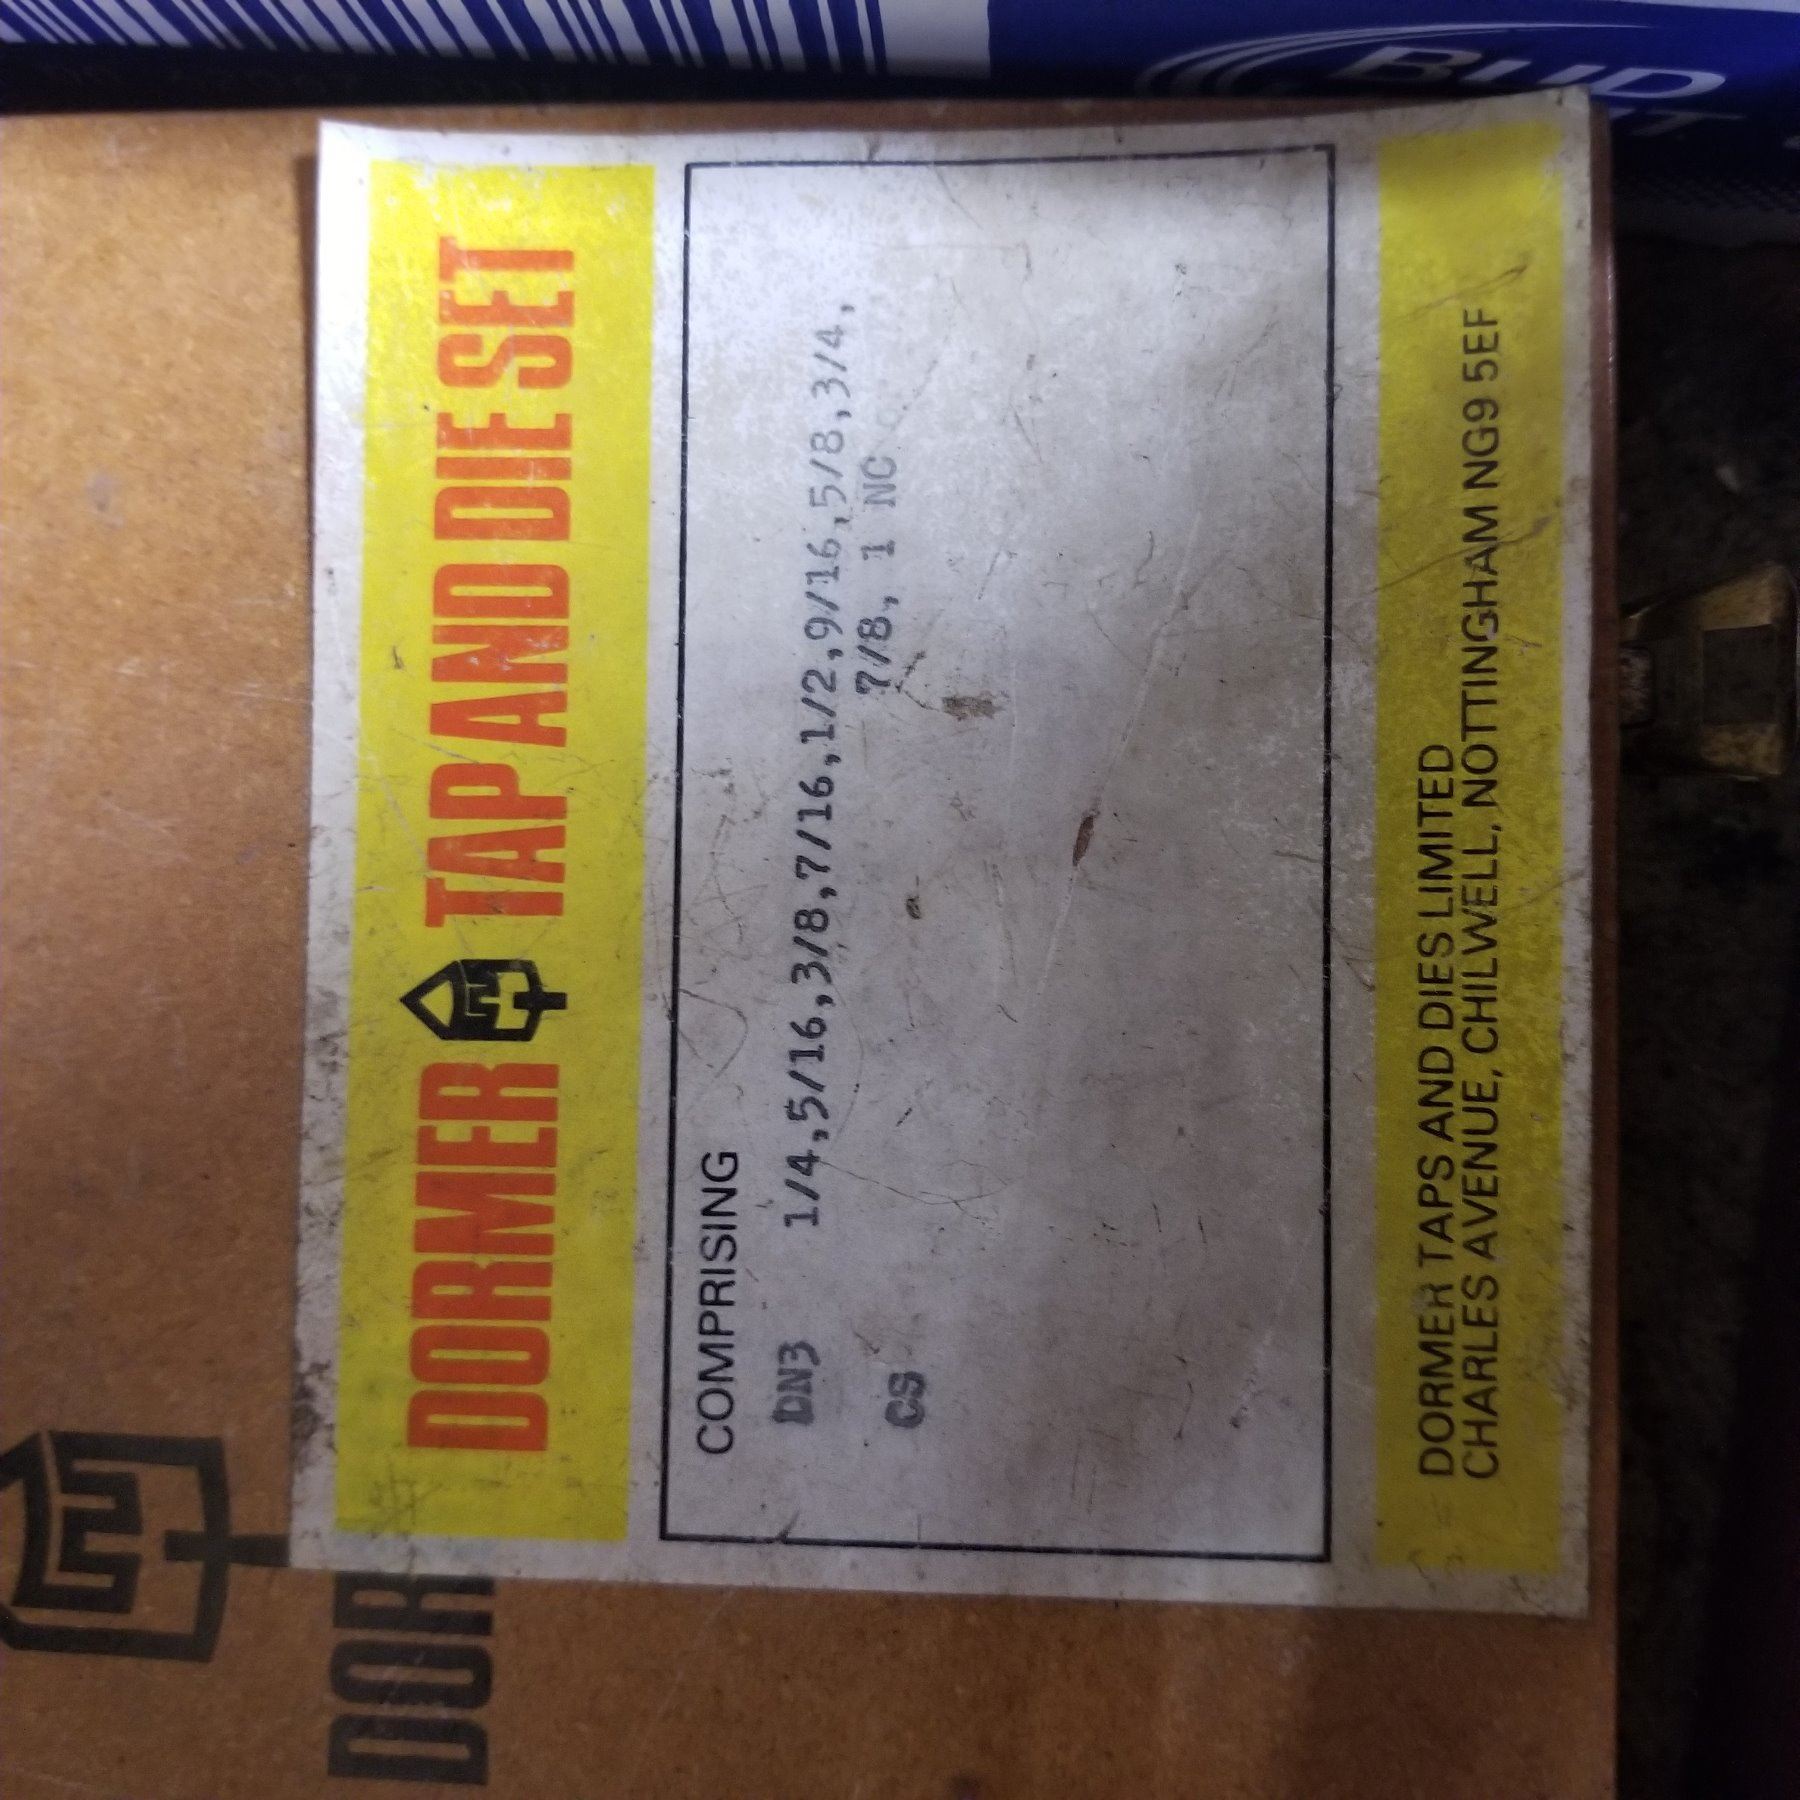 BUD
DORMER TAP AND DIE SET
COMPRISING
DN3 1/4,5/16,3/8,7/16,1/2,9/16,5/8,3/4,
7/8, 1 NC
CS
DORMER TAPS AND DIES LIMITED
CHARLES AVENUE, CHILWELL, NOTTINGHAM NG9 5EF
DOR